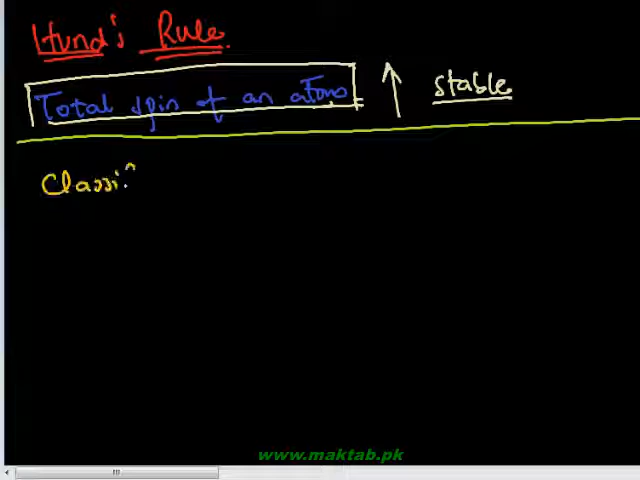 Hund's Rule
Total spin of an atom ↑ stable
Classi
www.maktab.pk